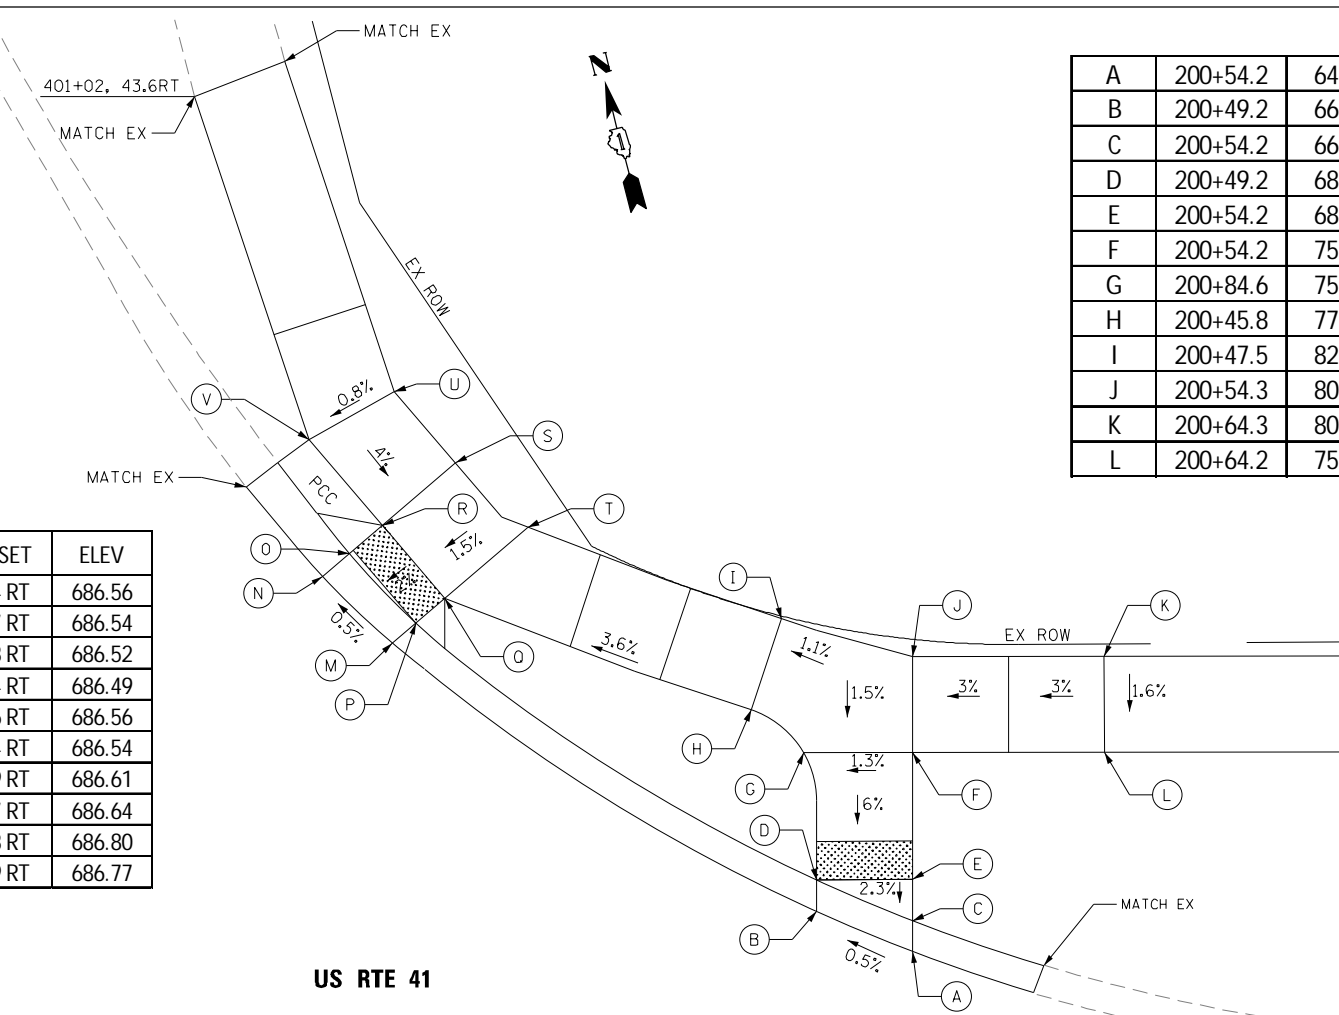 MATCH EX
401+02, 43.6RT
MATCH EX
N
1
A 200+54.2 64
B 200+49.2 66
C 200+54.2 66
D 200+49.2 68
E 200+54.2 68
F 200+54.2 75
G 200+84.6 75
H 200+45.8 77
I 200+47.5 82
J 200+54.3 80
K 200+64.3 80
L 200+64.2 75
EX ROW
0.8%
U
V
S
4%
MATCH EX
PCC
R
T
1.5%
O
N
0.5%
M
P
Q
SET ELEV
RT 686.56
RT 686.54
RT 686.52
RT 686.49
RT 686.56
RT 686.54
RT 686.61
RT 686.64
RT 686.80
RT 686.77
I
J
K
EX ROW
3.6%
1.1%
1.5%
3%
3%
1.6%
H
G
1.3%
F
L
6%
D
E
2.3%
C
MATCH EX
B
0.5%
A
US RTE 41